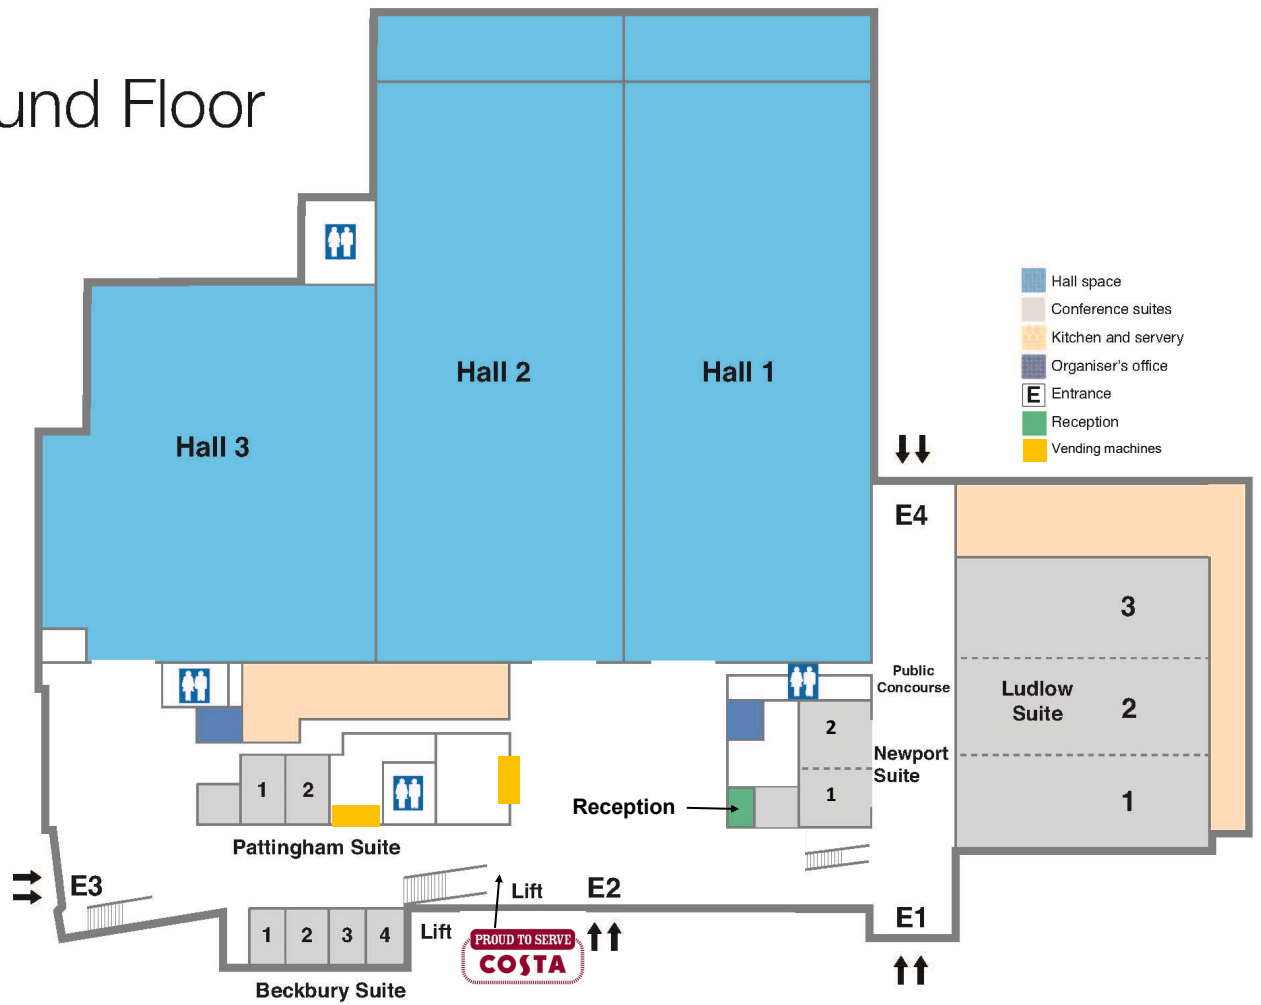 und Floor
Hall 2
Hall 1
Hall 3
Hall space
Conference suites
Kitchen and servery
Organiser's office
E Entrance
Reception
Vending machines
E4
3
Ludlow
Suite
2
1
Public
Concourse
2
Newport
Suite
1
Reception
1
2
Pattingham Suite
E3
Lift
E2
E1
1
2
3
4
Lift
PROUD TO SERVE
COSTA
Beckbury Suite